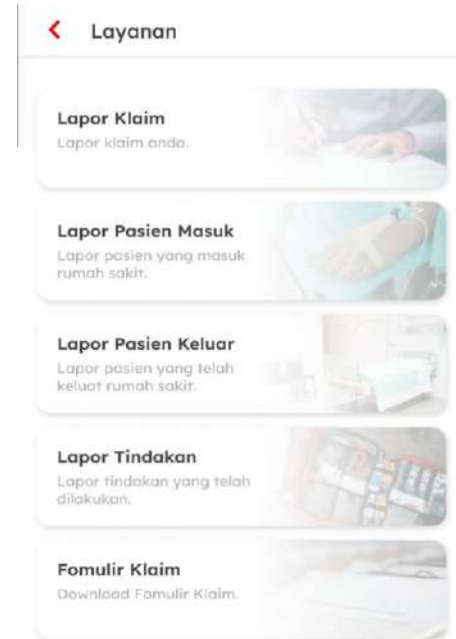 Layanan
Lapor Klaim
Lapor klaim anda.
Lapor Pasien Masuk
Lapor pasien yang masuk
rumah sakit.
Lapor Pasien Keluar
Lapor pasien yang telah
keluat rumah sakit.
Lapor Tindakan
Lapor tindakan yang telah
dilakukan.
Fomulir Klaim
Download Fomulir Klaim.